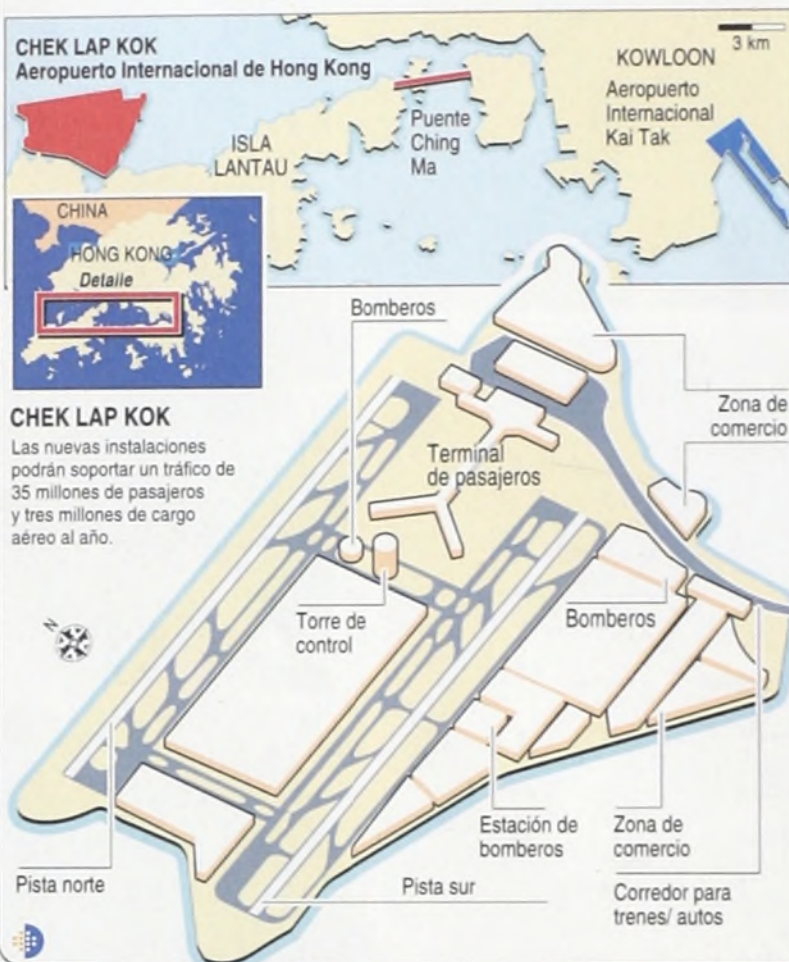 CHEK LAP KOK
Aeropuerto Internacional de Hong Kong
3 km
KOWLOON
Aeropuerto
Internacional
Kai Tak
ISLA
LANTAU
Puente
Ching
Ma
CHINA
HONG KONG
Detalle
CHEK LAP KOK
Las nuevas instalaciones
podrán soportar un tráfico de
35 millones de pasajeros
y tres millones de cargo
aéreo al año.
Bomberos
Zona de
comercio
Terminal
de pasajeros
N
Torre de
control
Bomberos
Estación de
bomberos
Zona de
comercio
Pista norte
Pista sur
Corredor para
trenes/ autos